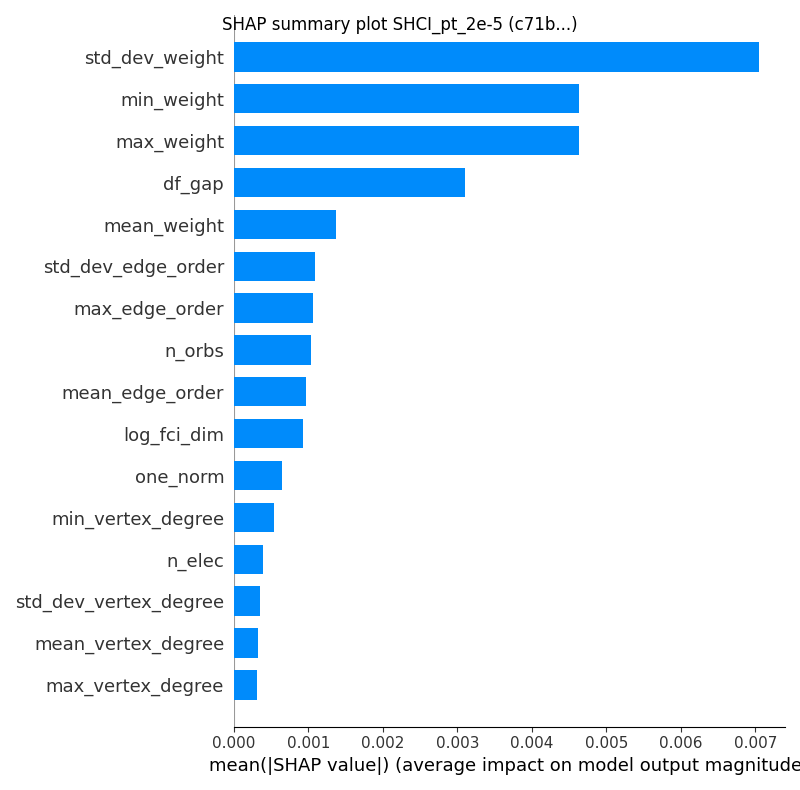 SHAP summary plot SHCI_pt_2e-5 (c71b...)
std_dev_weight
min_weight
max_weight
df_gap
mean_weight
std_dev_edge_order
max_edge_order
n_orbs
mean_edge_order
log_fci_dim
one_norm
min_vertex_degree
n_elec
std_dev_vertex_degree
mean_vertex_degree
max_vertex_degree
0.000 0.001 0.002 0.003 0.004 0.005 0.006 0.007
mean(|SHAP value|) (average impact on model output magnitude